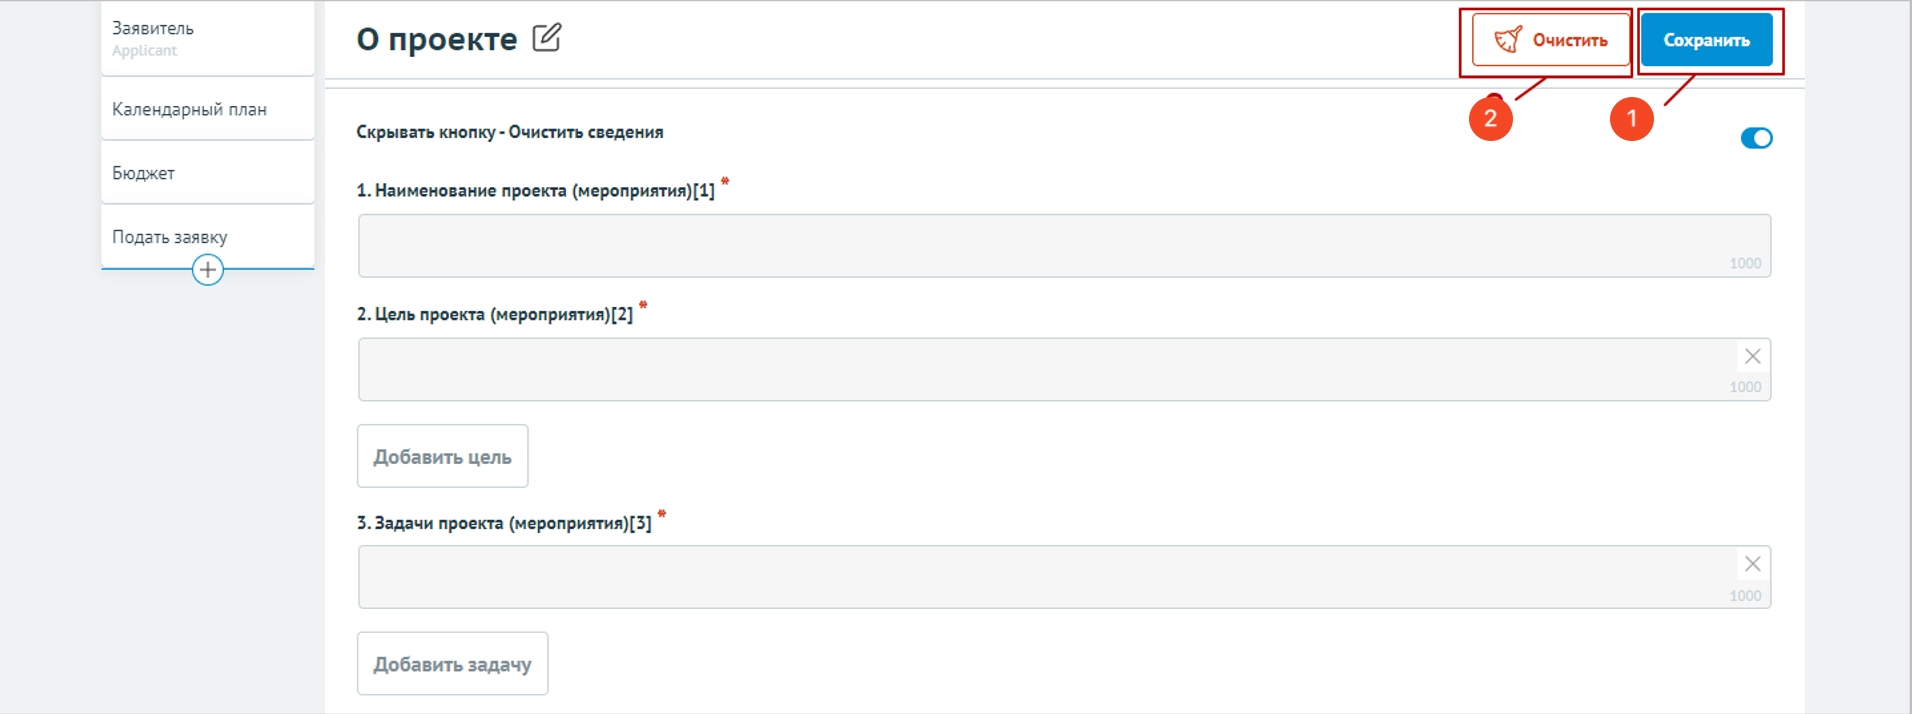 Заявитель
Applicant
Календарный план
Бюджет
Подать заявку
О проекте
Очистить
Сохранить
2
1
Скрывать кнопку - Очистить сведения
1. Наименование проекта (мероприятия)[1] *
1000
2. Цель проекта (мероприятия)[2] *
1000
Добавить цель
3. Задачи проекта (мероприятия)[3] *
1000
Добавить задачу